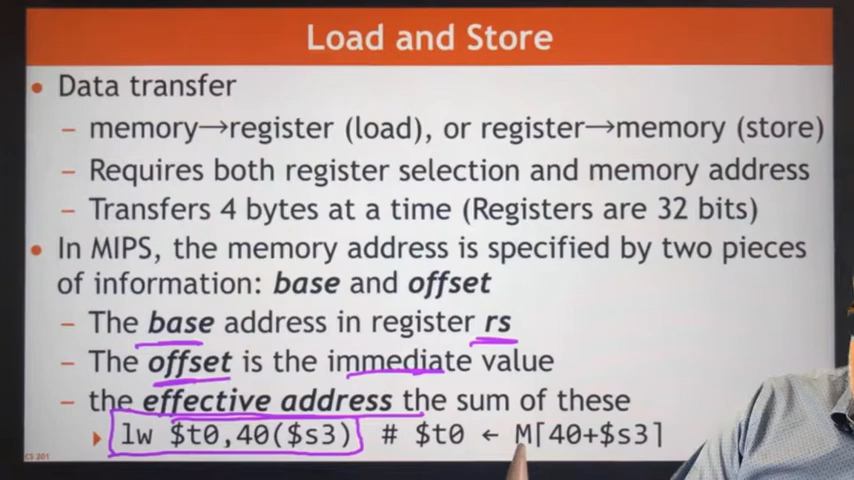 Load and Store
• Data transfer
– memory→register (load), or register→memory (store)
– Requires both register selection and memory address
– Transfers 4 bytes at a time (Registers are 32 bits)
• In MIPS, the memory address is specified by two pieces
of information: base and offset
– The base address in register rs
– The offset is the immediate value
– the effective address the sum of these
lw $t0,40($s3) # $t0 ← M[40+$s3]
CS 201